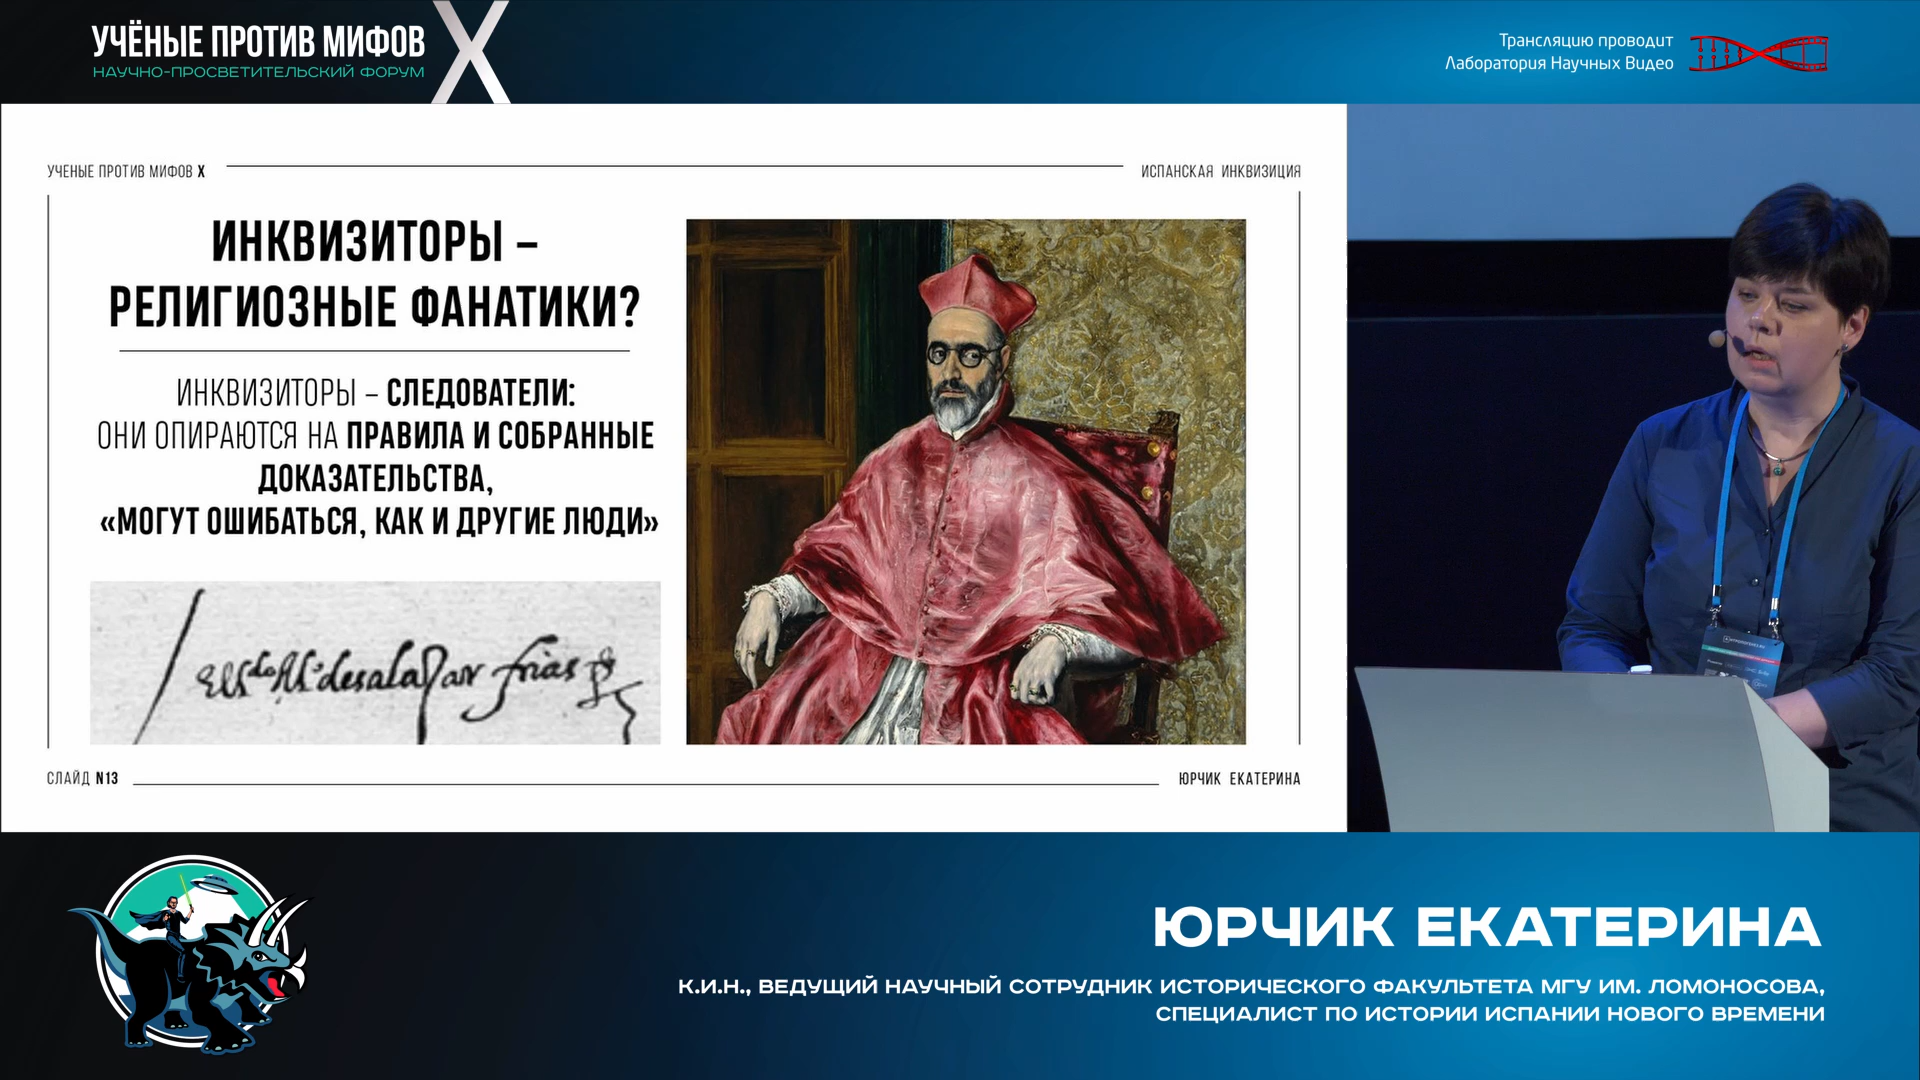 УЧЁНЫЕ ПРОТИВ МИФОВ X
НАУЧНО-ПРОСВЕТИТЕЛЬСКИЙ ФОРУМ
Трансляцию проводит
Лаборатория Научных Видео
УЧЕНЫЕ ПРОТИВ МИФОВ X
ИСПАНСКАЯ ИНКВИЗИЦИЯ
ИНКВИЗИТОРЫ –
РЕЛИГИОЗНЫЕ ФАНАТИКИ?
ИНКВИЗИТОРЫ – СЛЕДОВАТЕЛИ:
ОНИ ОПИРАЮТСЯ НА ПРАВИЛА И СОБРАННЫЕ
ДОКАЗАТЕЛЬСТВА,
«МОГУТ ОШИБАТЬСЯ, КАК И ДРУГИЕ ЛЮДИ»
desalazar frias
СЛАЙД N13
ЮРЧИК ЕКАТЕРИНА
ЮРЧИК ЕКАТЕРИНА
К.И.Н., ВЕДУЩИЙ НАУЧНЫЙ СОТРУДНИК ИСТОРИЧЕСКОГО ФАКУЛЬТЕТА МГУ ИМ. ЛОМОНОСОВА,
СПЕЦИАЛИСТ ПО ИСТОРИИ ИСПАНИИ НОВОГО ВРЕМЕНИ